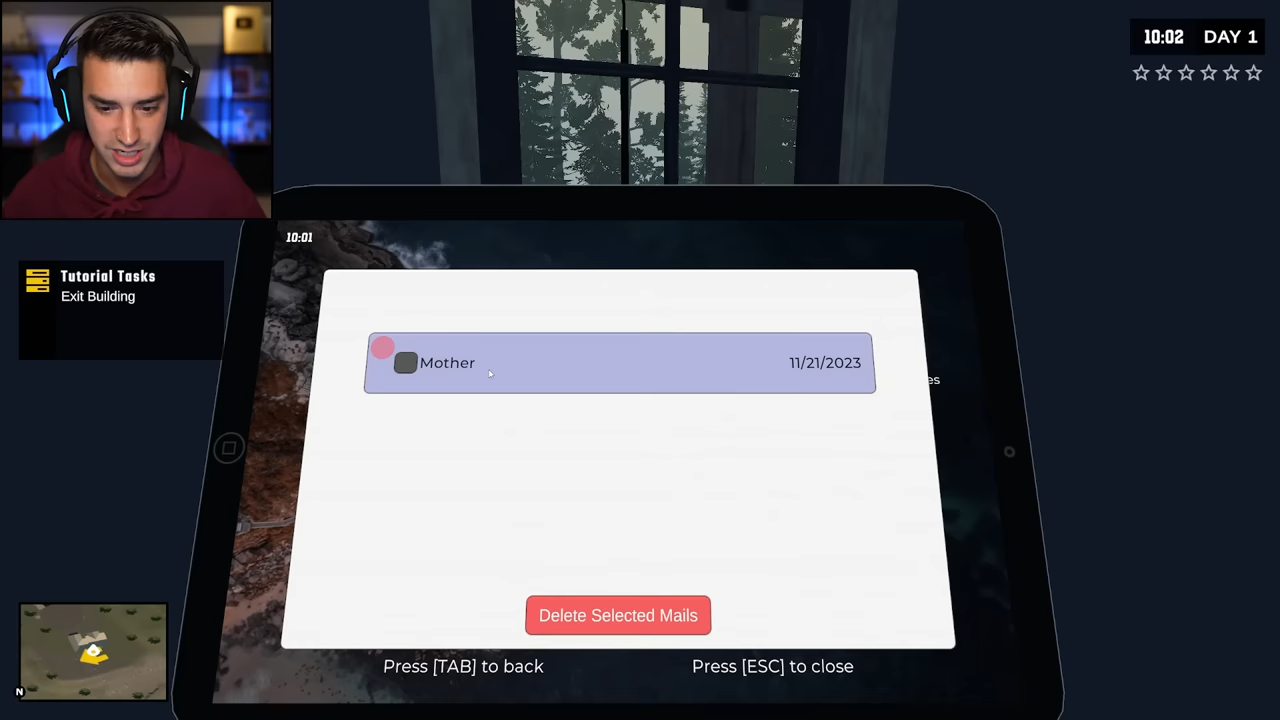 10:02 DAY 1
10:01
Tutorial Tasks
Exit Building
Mother 11/21/2023
es
Delete Selected Mails
Press [TAB] to back Press [ESC] to close
N